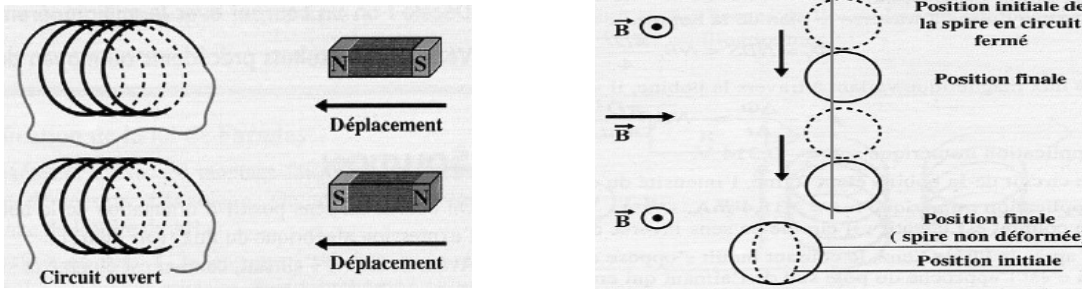 N S
Déplacement
S N
Déplacement
Circuit ouvert
B
Position initiale de
la spire en circuit
fermé
Position finale
B
B
Position finale
( spire non déformée
Position initiale